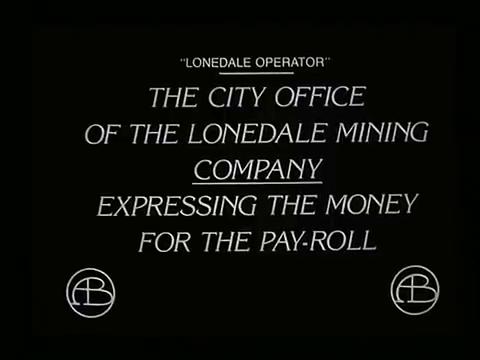 "LONEDALE OPERATOR"
THE CITY OFFICE
OF THE LONEDALE MINING
COMPANY
EXPRESSING THE MONEY
FOR THE PAY-ROLL
AB AB